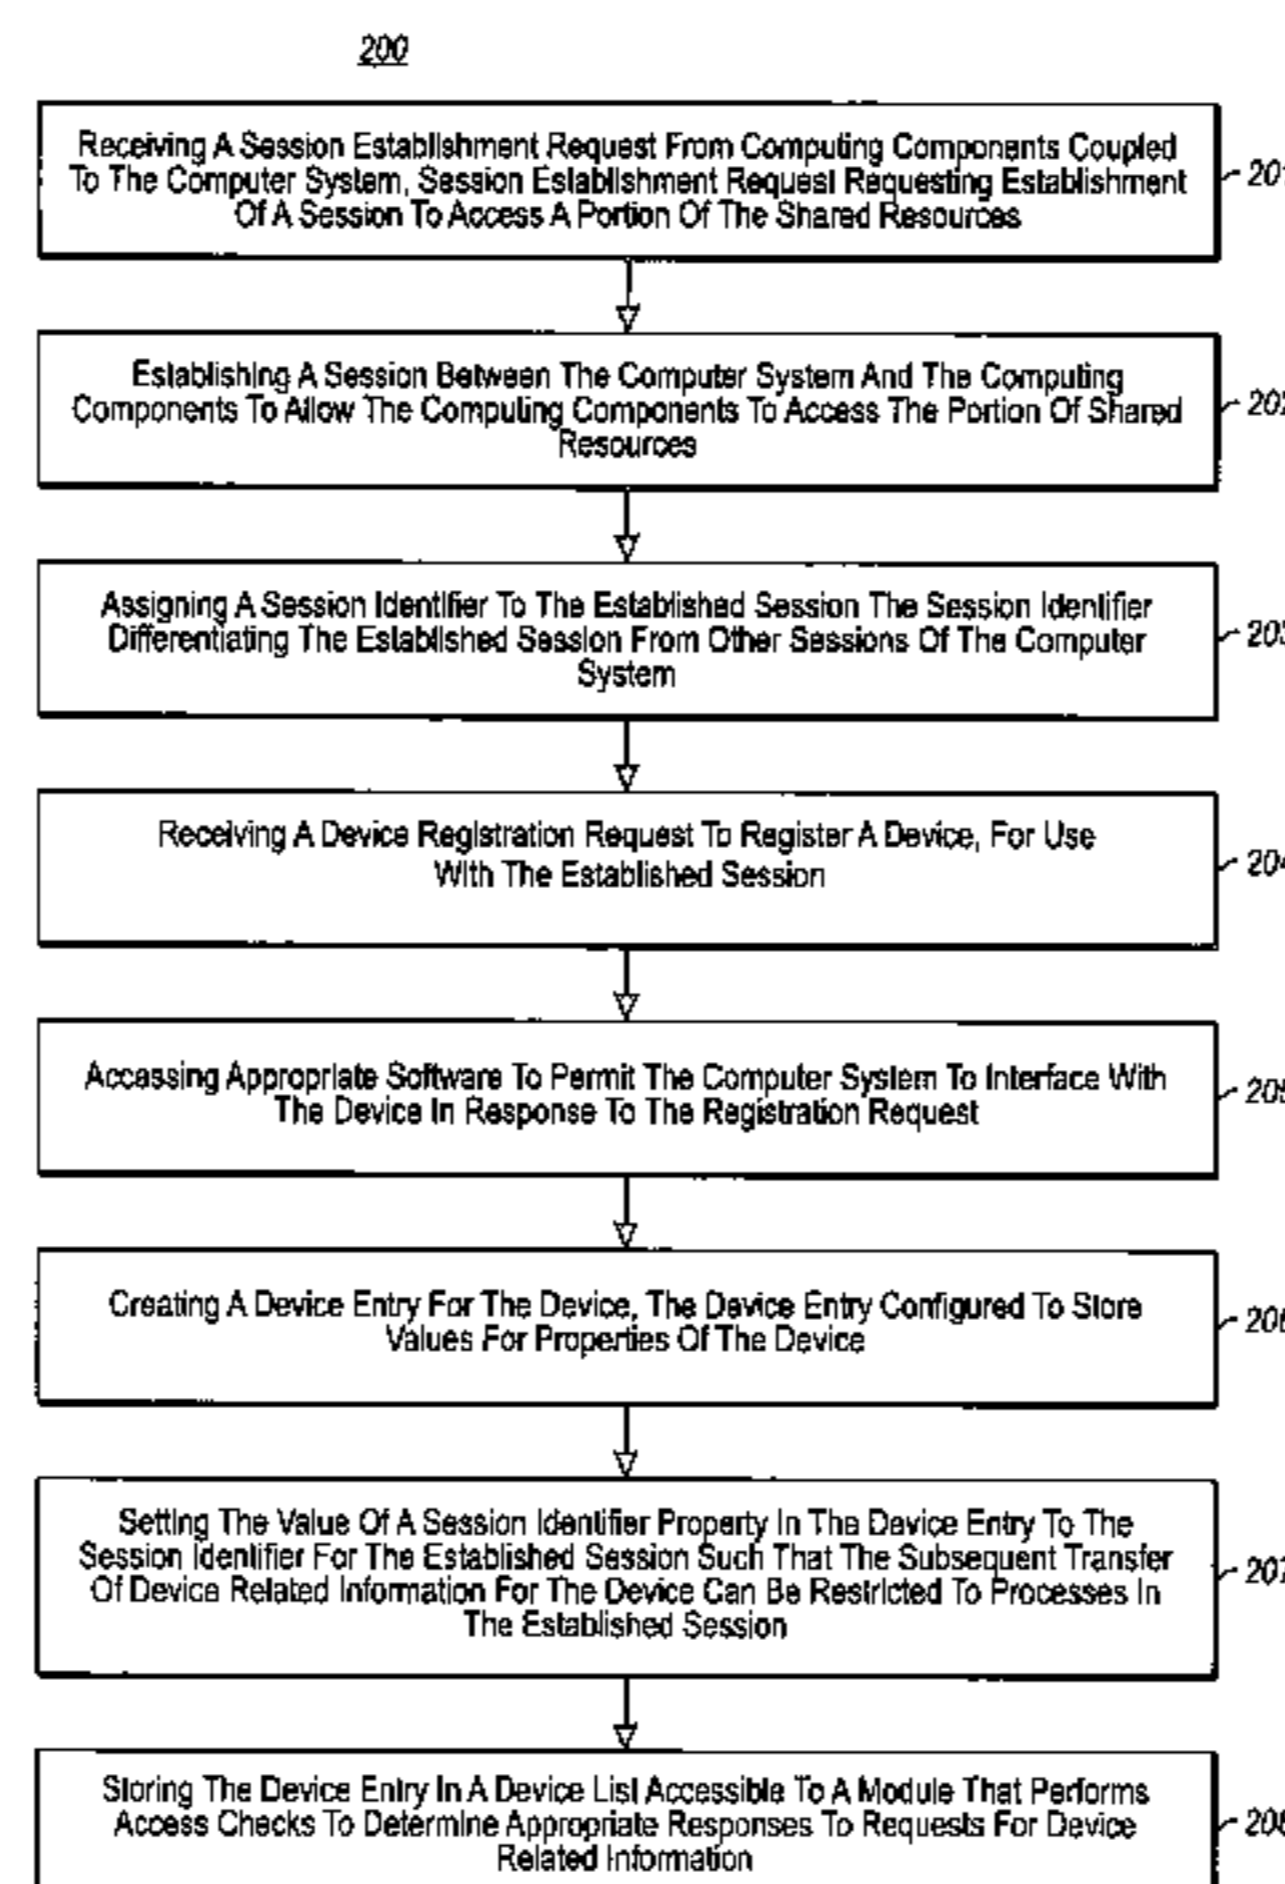 200
Receiving A Session Establishment Request From Computing Components Coupled
To The Computer System, Session Establishment Request Requesting Establishment
Of A Session To Access A Portion Of The Shared Resources
201
Establishing A Session Between The Computer System And The Computing
Components To Allow The Computing Components To Access The Portion Of Shared
Resources
202
Assigning A Session Identifier To The Established Session The Session Identifier
Differentiating The Established Session From Other Sessions Of The Computer
System
203
Receiving A Device Registration Request To Register A Device, For Use
With The Established Session
204
Accessing Appropriate Software To Permit The Computer System To Interface With
The Device In Response To The Registration Request
205
Creating A Device Entry For The Device, The Device Entry Configured To Store
Values For Properties Of The Device
206
Setting The Value Of A Session Identifier Property In The Device Entry To The
Session Identifier For The Established Session Such That The Subsequent Transfer
Of Device Related Information For The Device Can Be Restricted To Processes In
The Established Session
207
Storing The Device Entry In A Device List Accessible To A Module That Performs
Access Checks To Determine Appropriate Responses To Requests For Device
Related Information
208